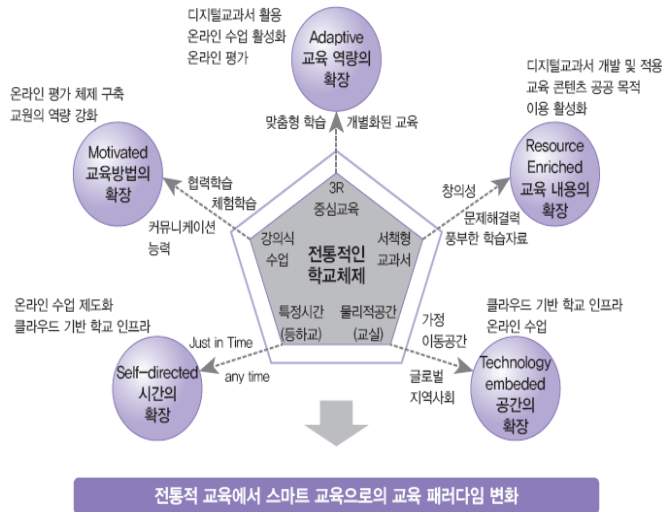 디지털교과서 활용
온라인 수업 활성화
온라인 평가
Adaptive
교육 역량의
확장
맞춤형 학습
개별화된 교육
온라인 평가 체제 구축
교원의 역량 강화
Motivated
교육방법의
확장
협력학습
체험학습
커뮤니케이션
능력
디지털교과서 개발 및 적용
교육 콘텐츠 공공 목적
이용 활성화
Resource
Enriched
교육 내용의
확장
창의성
문제해결력
풍부한 학습자료
3R
중심교육
강의식
수업
전통적인
학교체제
서책형
교과서
특정시간
(등하교)
물리적공간
(교실)
온라인 수업 제도화
클라우드 기반 학교 인프라
Self-directed
시간의
확장
Just in Time
any time
가정
이동공간
글로벌
지역사회
클라우드 기반 학교 인프라
온라인 수업
Technology
embeded
공간의
확장
전통적 교육에서 스마트 교육으로의 교육 패러다임 변화